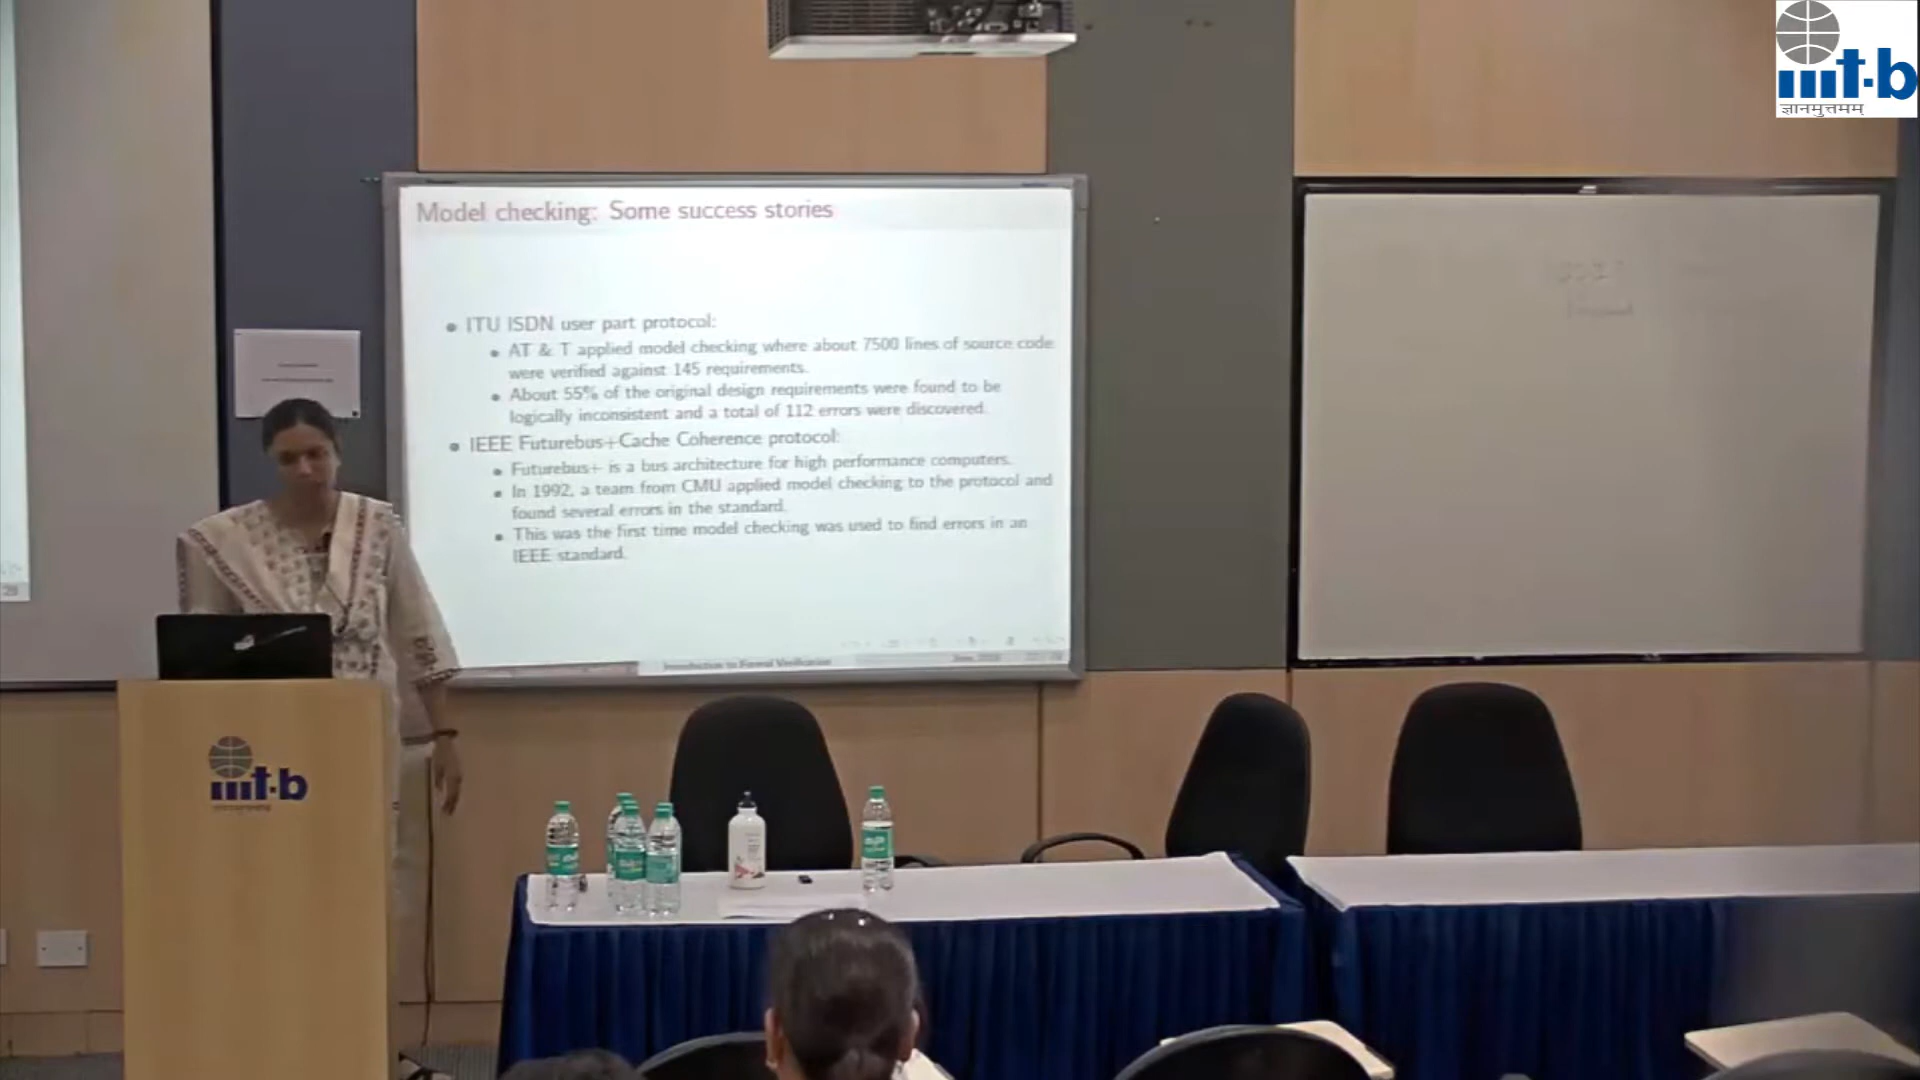 iiit-b
ज्ञानमुत्तमम्
Model checking: Some success stories
ITU ISDN user part protocol:
AT & T applied model checking where about 7500 lines of source code
were verified against 145 requirements.
About 55% of the original design requirements were found to be
logically inconsistent and a total of 112 errors were discovered.
IEEE Futurebus+Cache Coherence protocol:
Futurebus+ is a bus architecture for high performance computers.
In 1992, a team from CMU applied model checking to the protocol and
found several errors in the standard.
This was the first time model checking was used to find errors in an
IEEE standard.
Introduction to Formal Verification
iiit-b